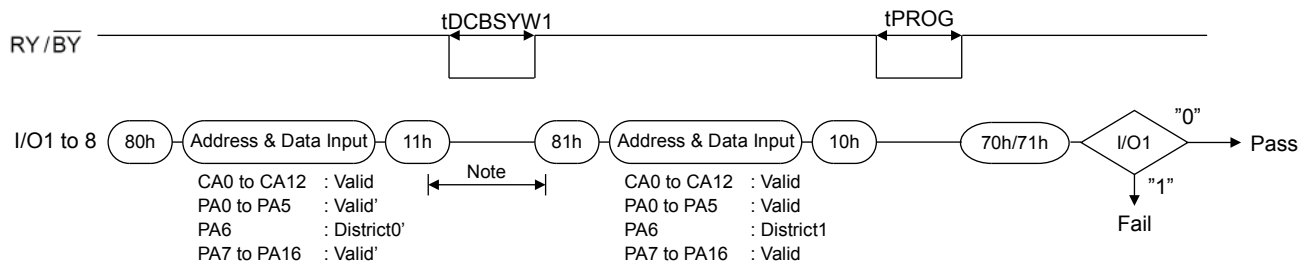 tDCBSYW1
tPROG
RY/BY
I/O1 to 8 80h Address & Data Input 11h 81h Address & Data Input 10h 70h/71h I/O1 ”0” Pass
Note
”1”
Fail
CA0 to CA12 : Valid
PA0 to PA5 : Valid’
PA6 : District0’
PA7 to PA16 : Valid’
CA0 to CA12 : Valid
PA0 to PA5 : Valid
PA6 : District1
PA7 to PA16 : Valid